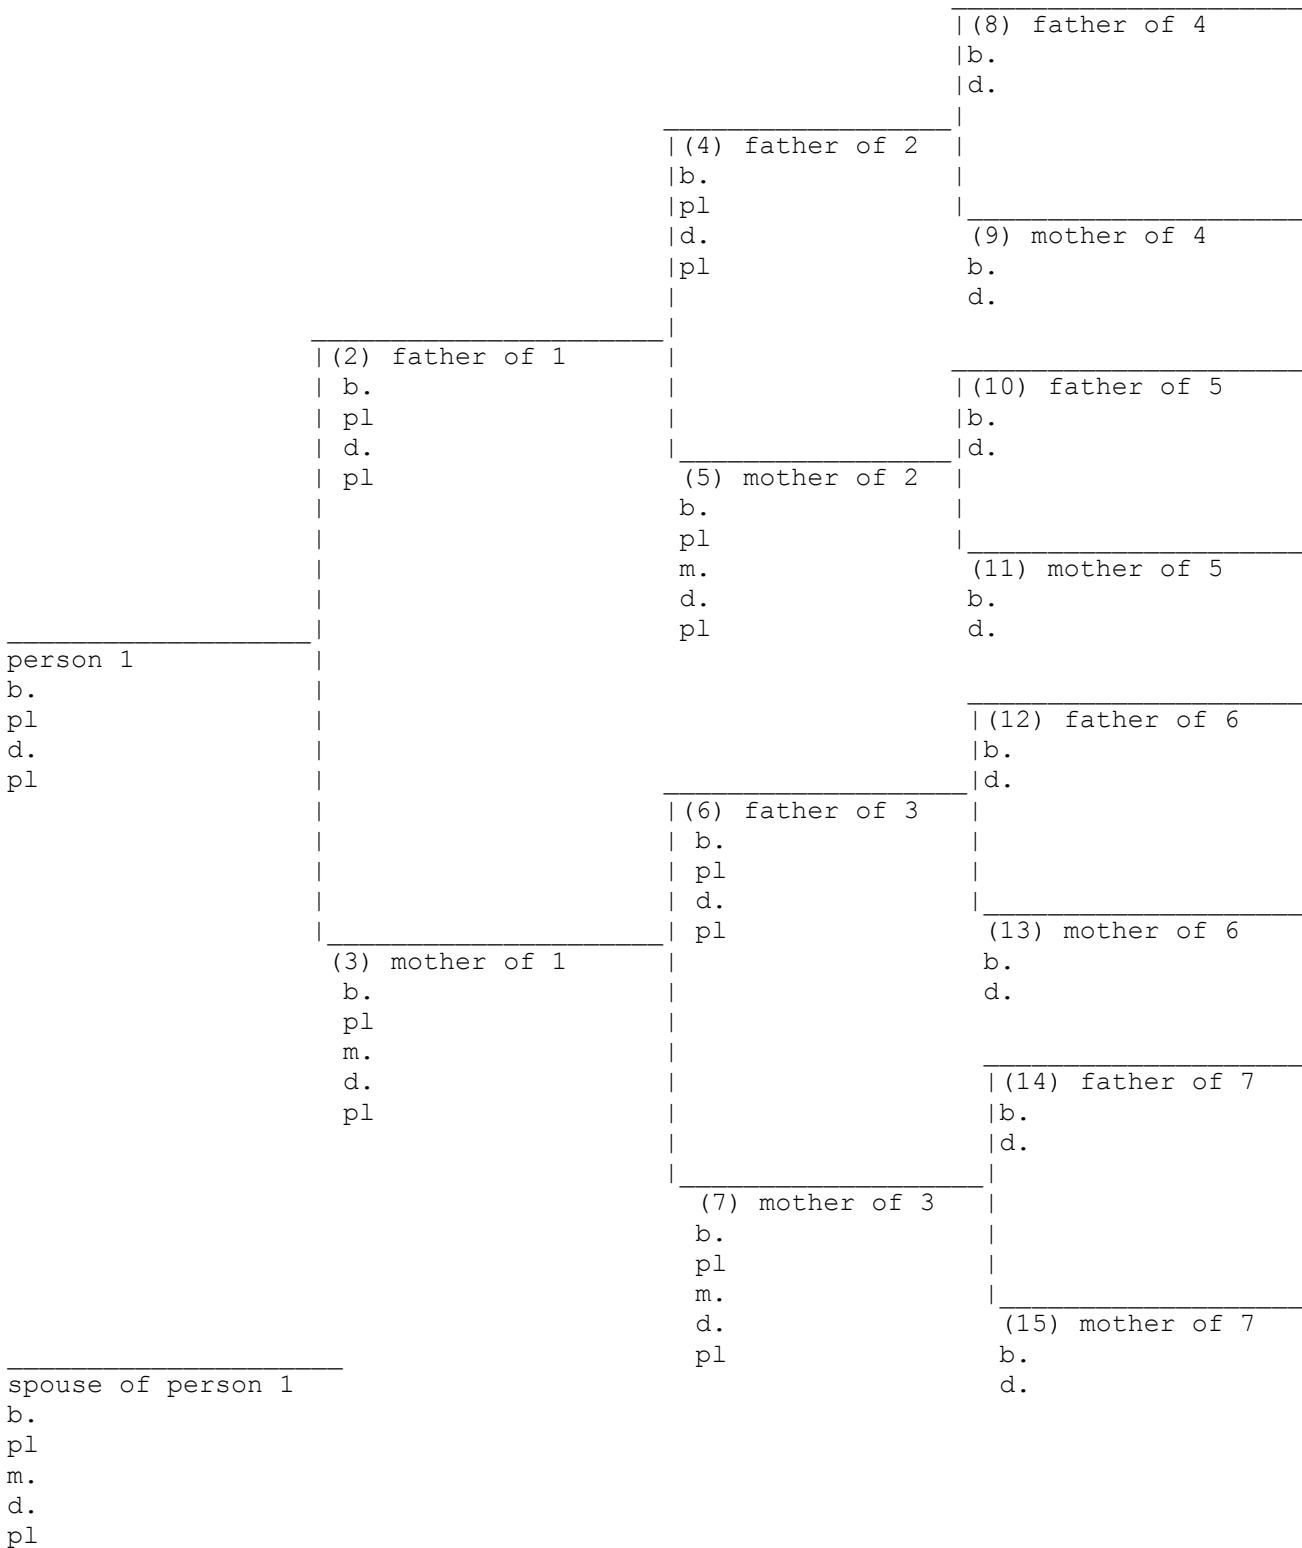 (8) father of 4
b.
d.
(4) father of 2
b.
pl
d.
pl
(9) mother of 4
b.
d.
(2) father of 1
b.
pl
d.
pl
(10) father of 5
b.
d.
(5) mother of 2
b.
pl
m.
d.
pl
(11) mother of 5
b.
d.
person 1
b.
pl
d.
pl
(12) father of 6
b.
d.
(6) father of 3
b.
pl
d.
pl
(13) mother of 6
b.
d.
(3) mother of 1
b.
pl
m.
d.
pl
(14) father of 7
b.
d.
(7) mother of 3
b.
pl
m.
d.
pl
(15) mother of 7
b.
d.
spouse of person 1
b.
pl
m.
d.
pl